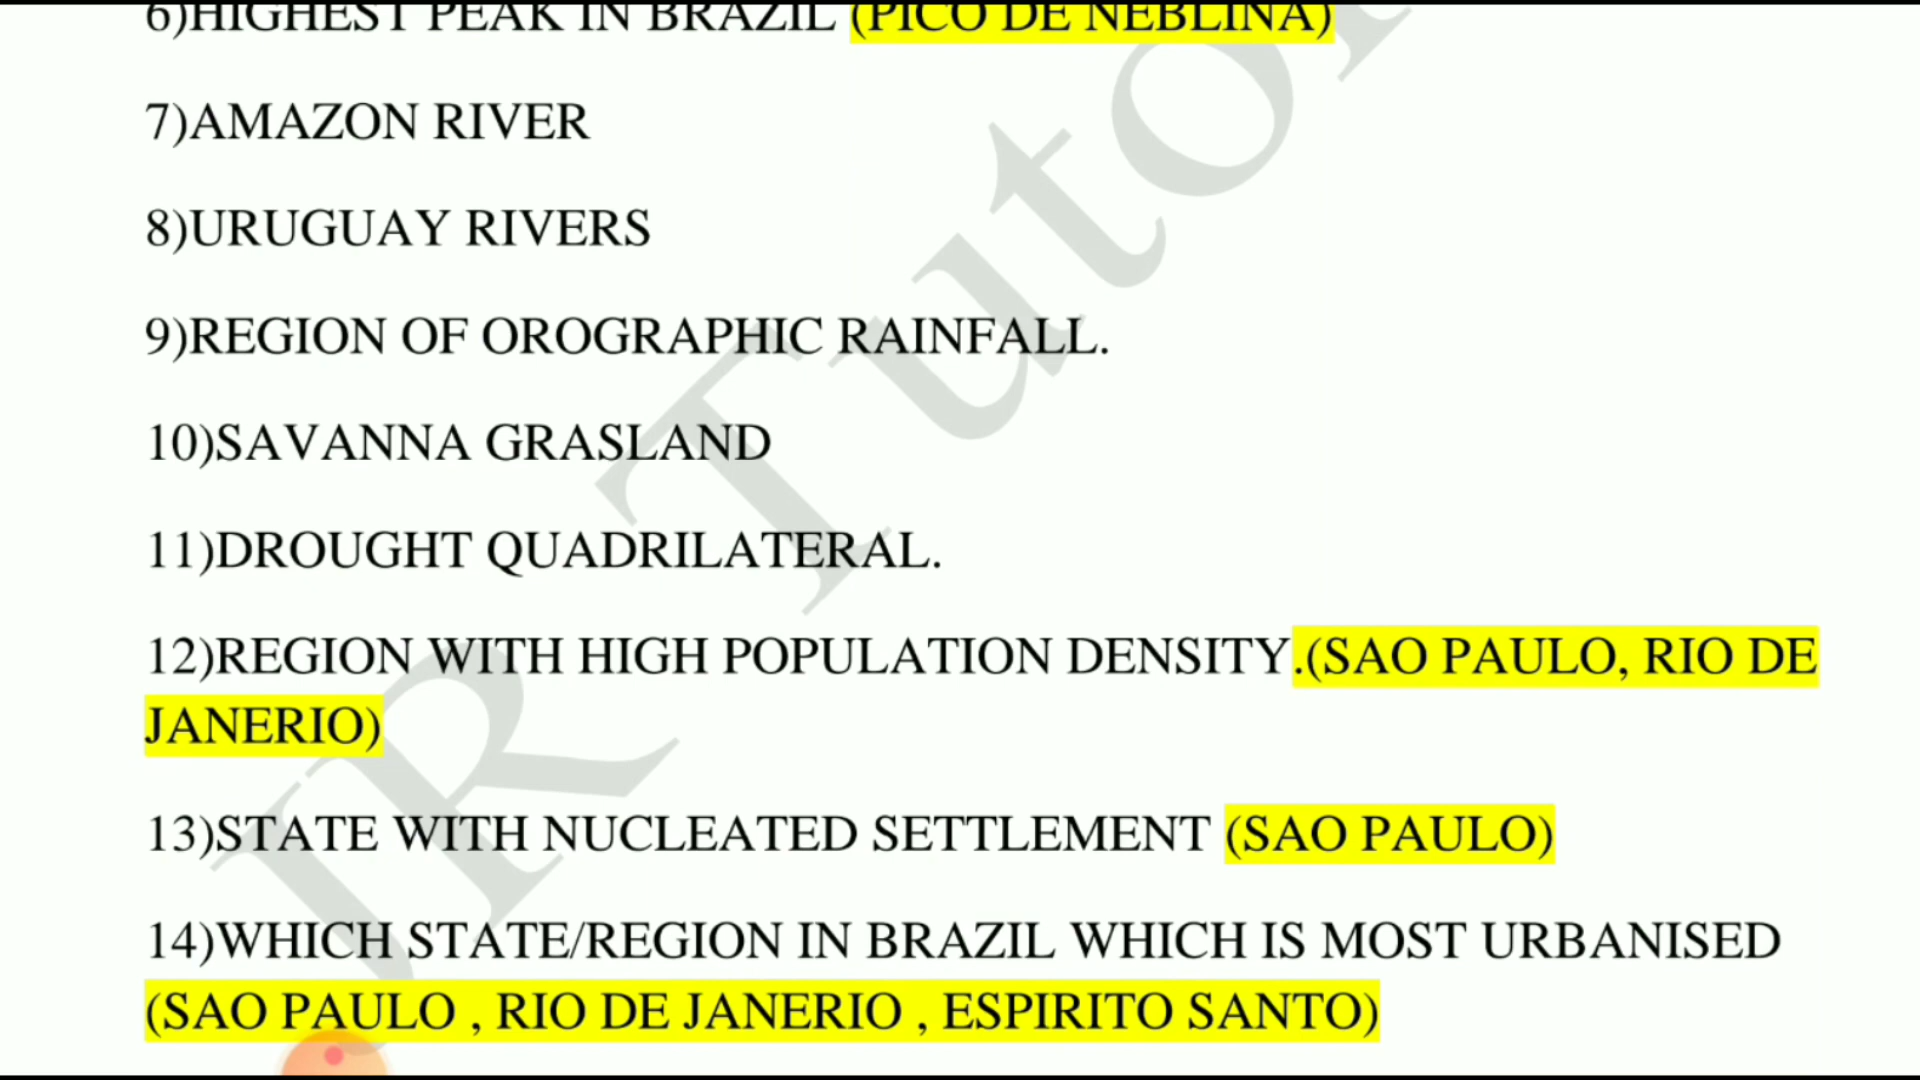 6)HIGHEST PEAK IN BRAZIL (PICO DE NEBLINA)
7)AMAZON RIVER
8)URUGUAY RIVERS
9)REGION OF OROGRAPHIC RAINFALL.
10)SAVANNA GRASLAND
11)DROUGHT QUADRILATERAL.
12)REGION WITH HIGH POPULATION DENSITY.(SAO PAULO, RIO DE
JANERIO)
13)STATE WITH NUCLEATED SETTLEMENT (SAO PAULO)
14)WHICH STATE/REGION IN BRAZIL WHICH IS MOST URBANISED
(SAO PAULO , RIO DE JANERIO , ESPIRITO SANTO)